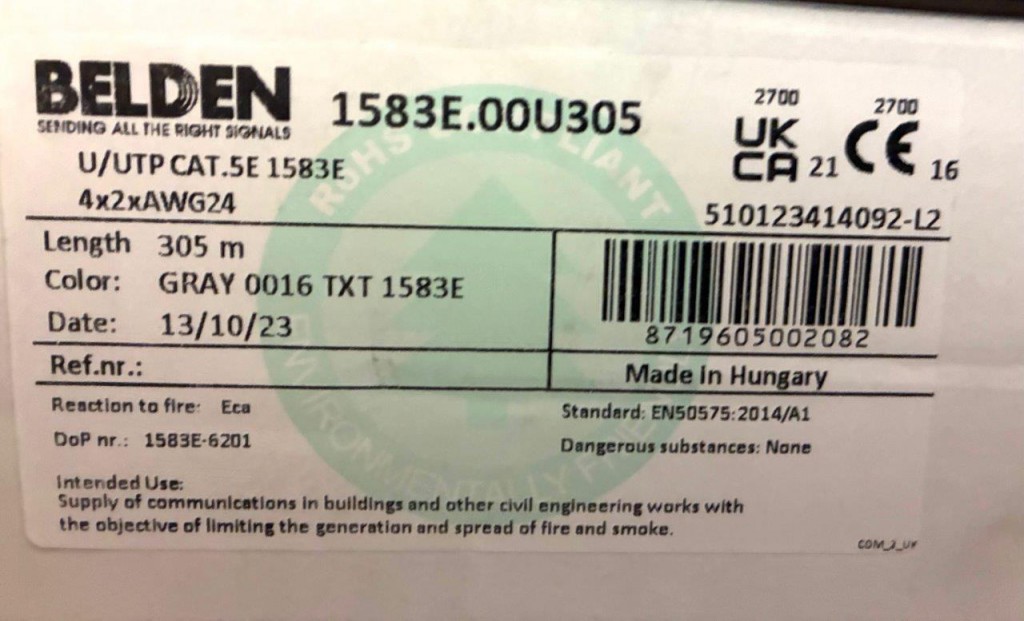 BELDEN
SENDING ALL THE RIGHT SIGNALS
1583E.00U305
2700
UK
CA 21
2700
CE 16
U/UTP CAT.5E 1583E
4x2xAWG24
510123414092-L2
Length 305 m
Color: GRAY 0016 TXT 1583E
Date: 13/10/23
8719605002082
Ref.nr.:
Made in Hungary
Reaction to fire: Eca
Standard: EN50575:2014/A1
DoP nr.: 1583E-6201
Dangerous substances: None
Intended Use:
Supply of communications in buildings and other civil engineering works with
the objective of limiting the generation and spread of fire and smoke.
ROHS COMPLIANT
ENVIRONMENTALLY